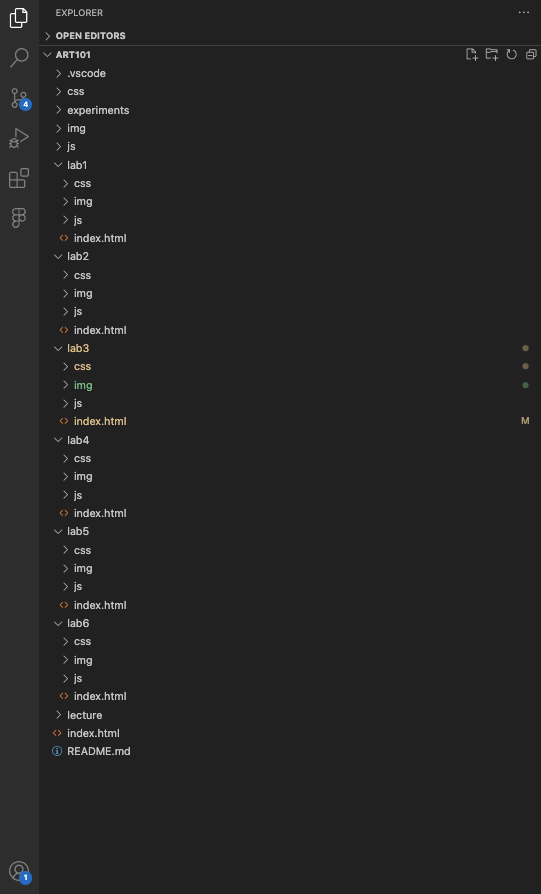 EXPLORER
OPEN EDITORS
ART101
.vscode
css
4
experiments
img
js
lab1
css
img
js
index.html
lab2
css
img
js
index.html
lab3
css
img
js
index.html M
lab4
css
img
js
index.html
lab5
css
img
js
index.html
lab6
css
img
js
index.html
lecture
index.html
README.md
1